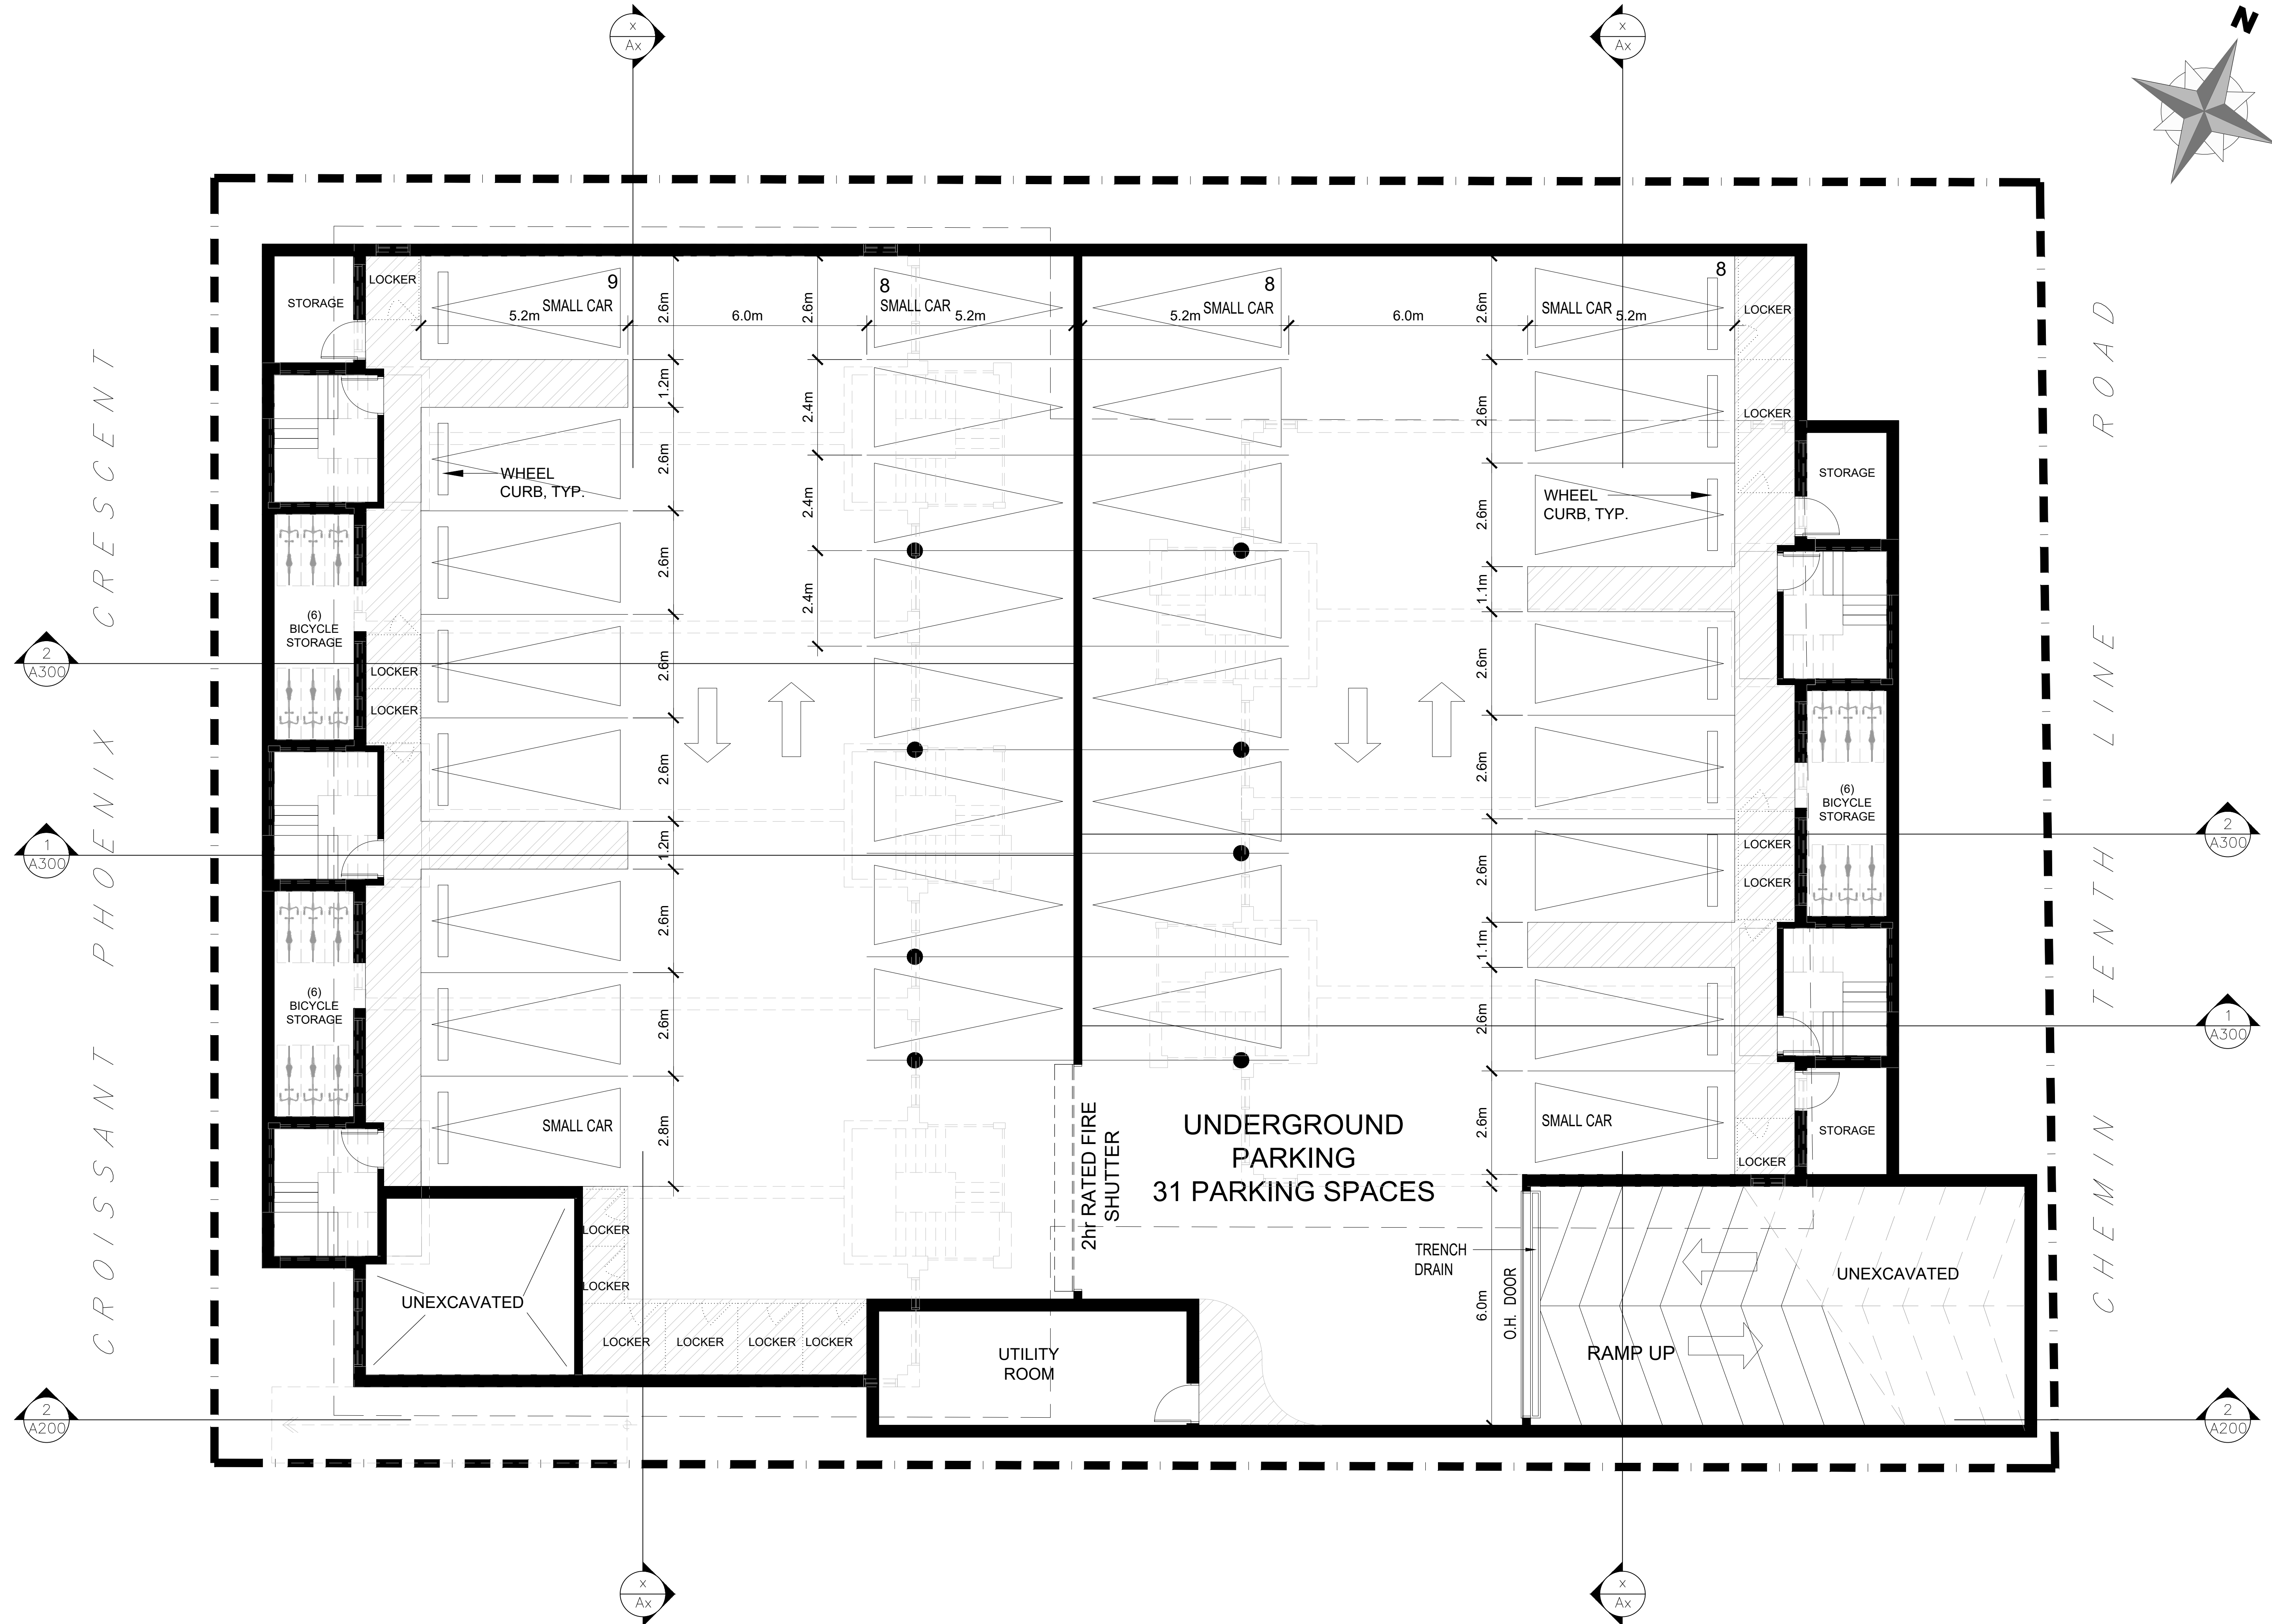 x
Ax
x
Ax
N
LOCKER
STORAGE
9
SMALL CAR
5.2m
2.6m
6.0m
2.6m
8
SMALL CAR
5.2m
8
SMALL CAR
5.2m
6.0m
2.6m
8
SMALL CAR
5.2m
LOCKER
1.2m
2.4m
2.6m
LOCKER
2.6m
WHEEL
CURB, TYP.
2.4m
WHEEL
CURB, TYP.
2.6m
STORAGE
2.6m
2.4m
1.1m
(6)
BICYCLE
STORAGE
LOCKER
LOCKER
2.6m
2.6m
2
A300
2.6m
2.6m
(6)
BICYCLE
STORAGE
1.2m
1
A300
2
A300
2.6m
LOCKER
LOCKER
2.6m
1.1m
(6)
BICYCLE
STORAGE
2.6m
2.6m
1
A300
SMALL CAR
2.8m
2hr RATED FIRE
SHUTTER
UNDERGROUND
PARKING
31 PARKING SPACES
2.6m
SMALL CAR
STORAGE
LOCKER
LOCKER
LOCKER
UNEXCAVATED
LOCKER
LOCKER
LOCKER
LOCKER
UTILITY
ROOM
TRENCH
DRAIN
6.0m
O.H. DOOR
RAMP UP
UNEXCAVATED
2
A200
2
A200
x
Ax
x
Ax
CROISSANT PHOENIX CRESCENT
CHEMIN TENTH LINE ROAD